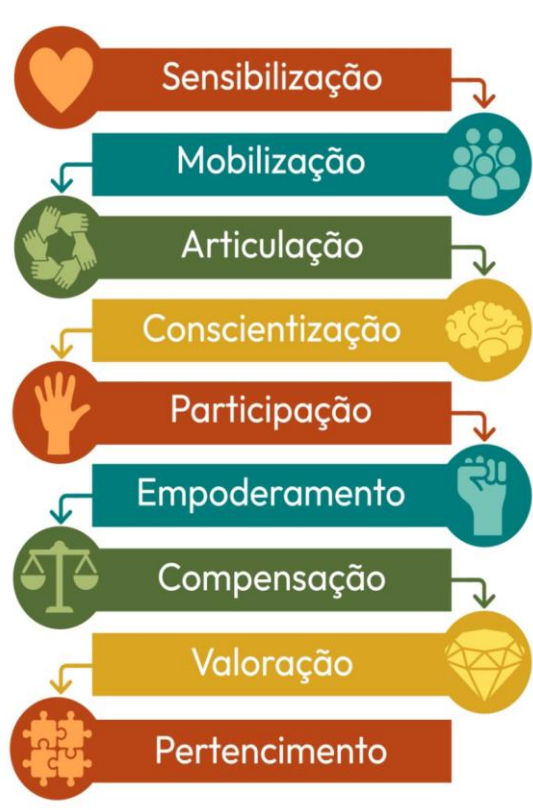 Sensibilização
Mobilização
Articulação
Conscientização
Participação
Empoderamento
Compensação
Valoração
Pertencimento